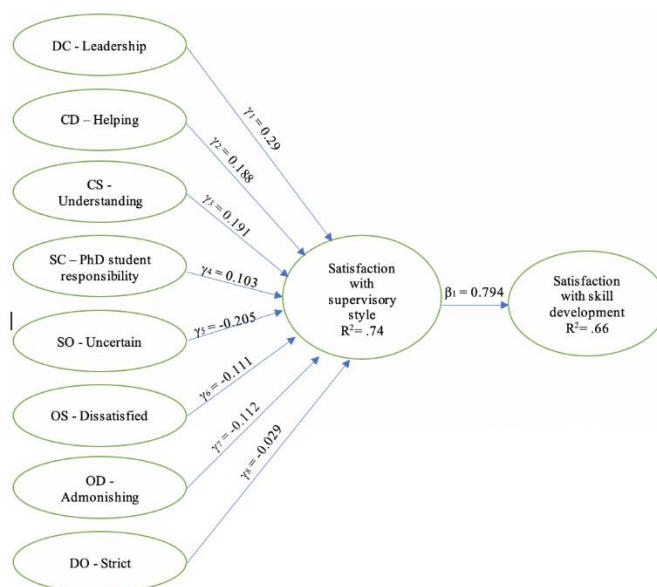 DC - Leadership
γ₁ = 0.29
CD – Helping
γ₂ = 0.188
CS -
Understanding
γ₃ = 0.191
SC – PhD student
responsibility
γ₄ = 0.103
SO - Uncertain
γ₅ = -0.205
OS - Dissatisfied
γ₆ = -0.111
OD -
Admonishing
γ₇ = -0.112
DO - Strict
γ₈ = -0.029
Satisfaction
with
supervisory
style
R²= .74
β₁ = 0.794
Satisfaction
with skill
development
R²= .66